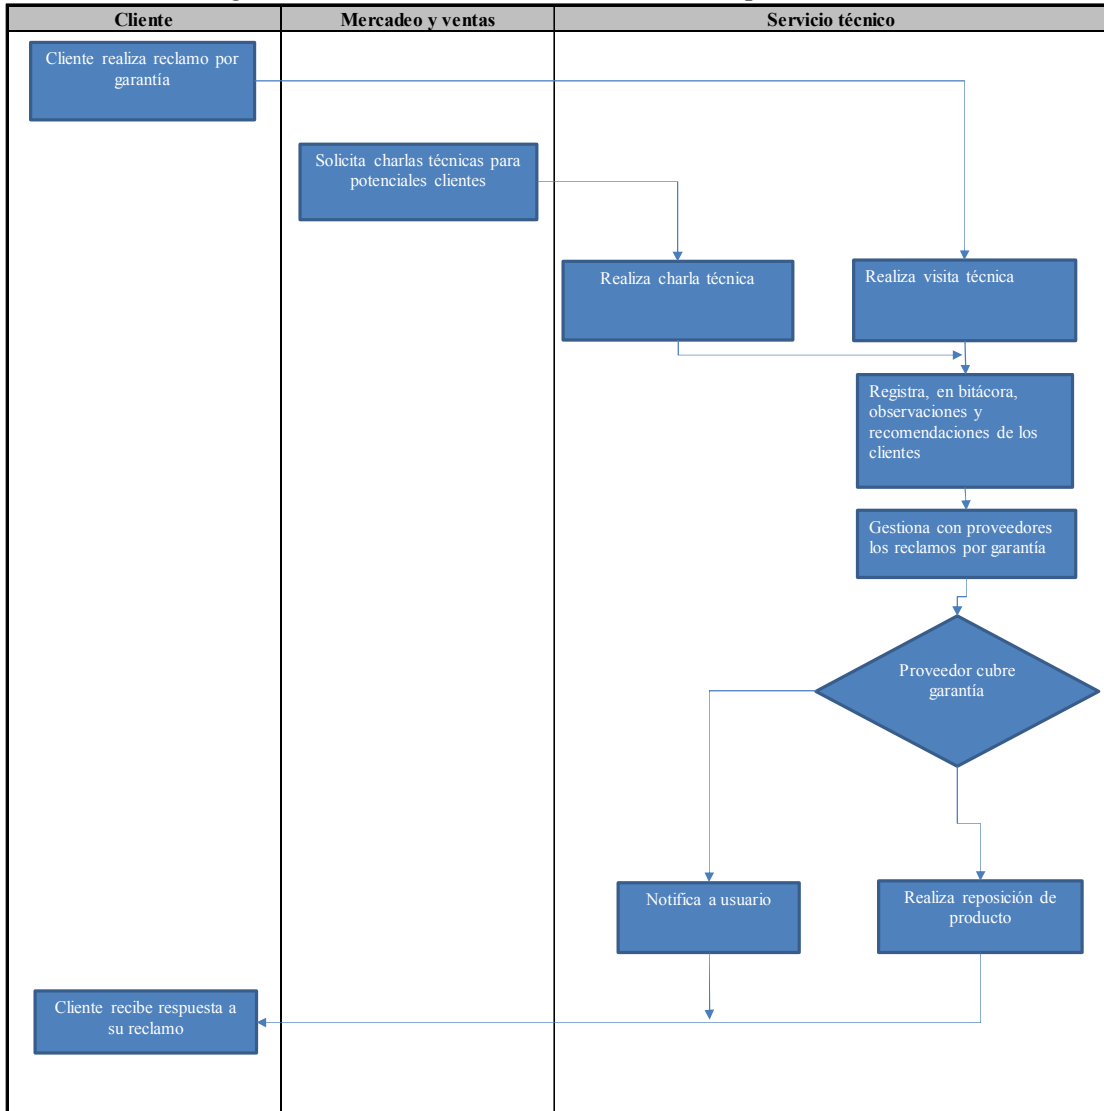 Cliente
Mercadeo y ventas
Servicio técnico
Cliente realiza reclamo por
garantía
Solicita charlas técnicas para
potenciales clientes
Realiza charla técnica
Realiza visita técnica
Registra, en bitácora,
observaciones y
recomendaciones de los
clientes
Gestiona con proveedores
los reclamos por garantía
Proveedor cubre
garantía
Notifica a usuario
Realiza reposición de
producto
Cliente recibe respuesta a
su reclamo